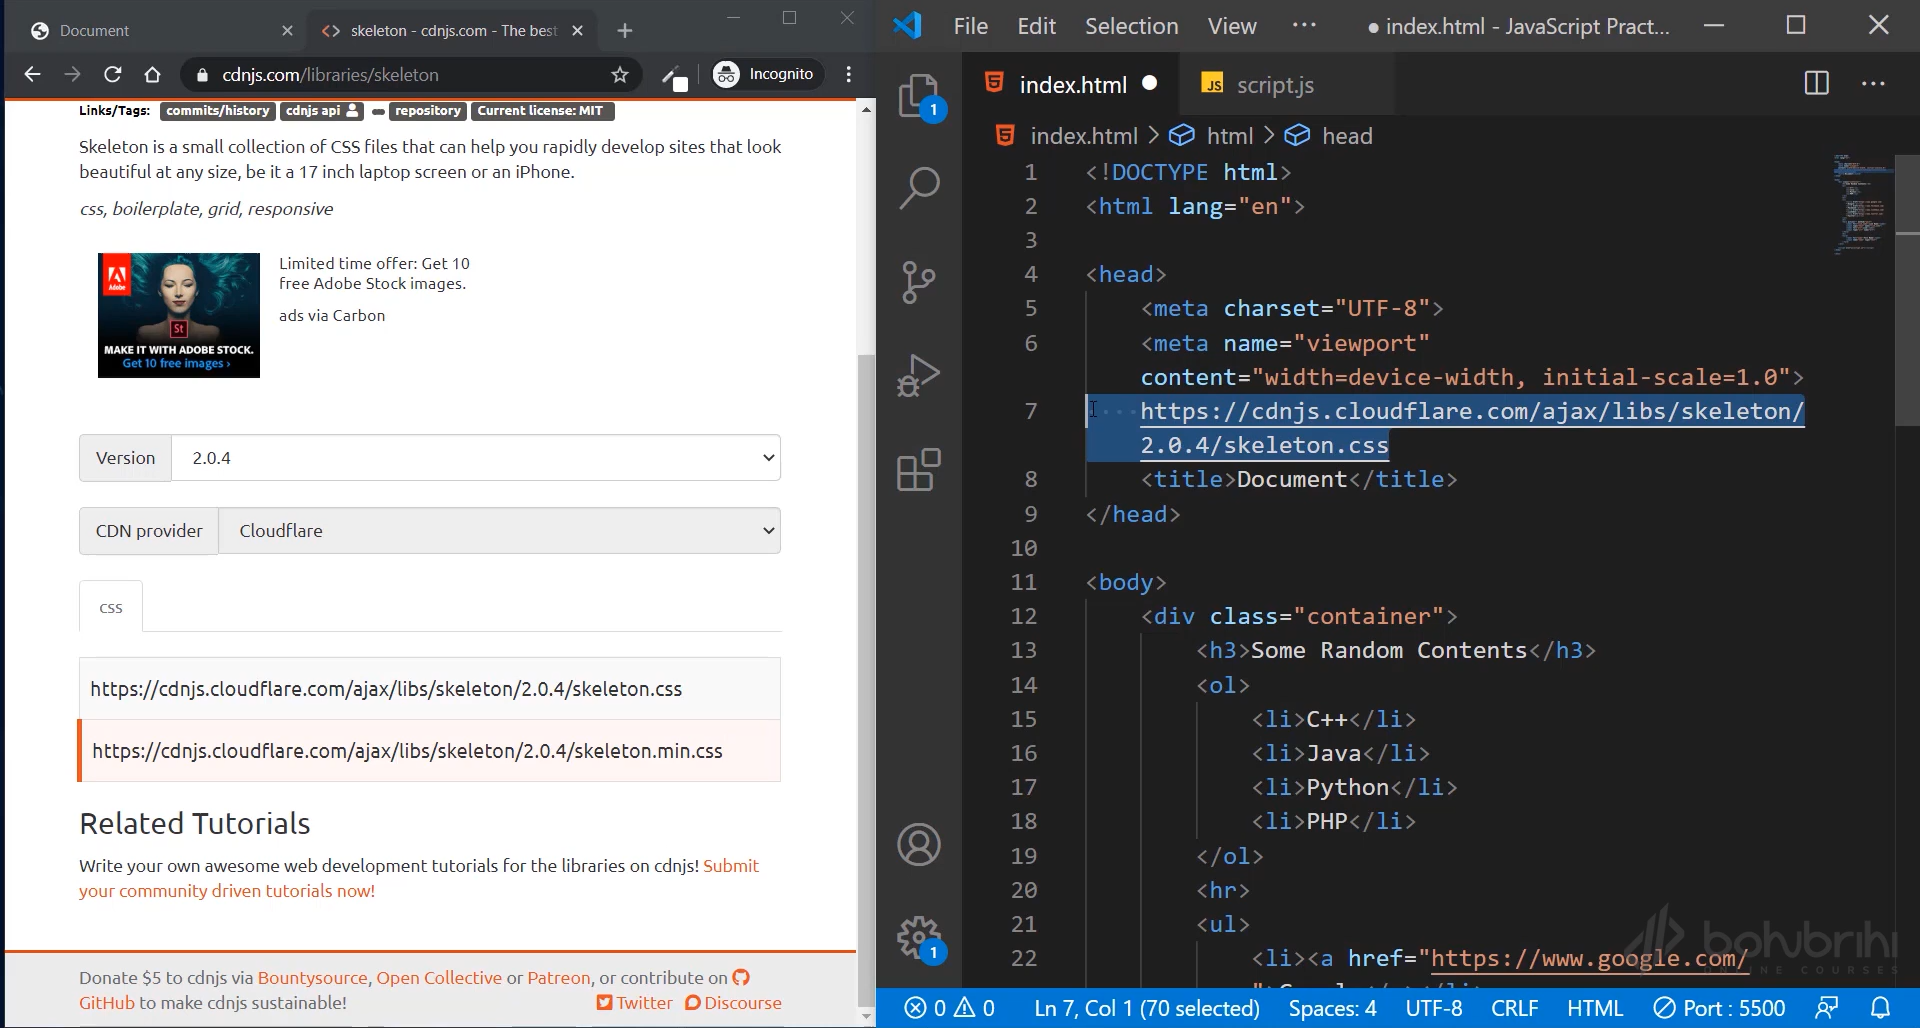 Document
skeleton - cdnjs.com - The best
cdnjs.com/libraries/skeleton
Incognito
Links/Tags: commits/history cdnjs api repository Current license: MIT
Skeleton is a small collection of CSS files that can help you rapidly develop sites that look
beautiful at any size, be it a 17 inch laptop screen or an iPhone.
css, boilerplate, grid, responsive
Adobe
St
MAKE IT WITH ADOBE STOCK.
Get 10 free images ›
Limited time offer: Get 10
free Adobe Stock images.
ads via Carbon
Version 2.0.4
CDN provider Cloudflare
css
https://cdnjs.cloudflare.com/ajax/libs/skeleton/2.0.4/skeleton.css
https://cdnjs.cloudflare.com/ajax/libs/skeleton/2.0.4/skeleton.min.css
Related Tutorials
Write your own awesome web development tutorials for the libraries on cdnjs! Submit
your community driven tutorials now!
Donate $5 to cdnjs via Bountysource, Open Collective or Patreon, or contribute on
GitHub to make cdnjs sustainable!
Twitter Discourse
File Edit Selection View ··· ● index.html - JavaScript Pract...
index.html ● JS script.js
index.html > html > head
1 <!DOCTYPE html>
2 <html lang="en">
3
4 <head>
5 <meta charset="UTF-8">
6 <meta name="viewport"
content="width=device-width, initial-scale=1.0">
7 https://cdnjs.cloudflare.com/ajax/libs/skeleton/
2.0.4/skeleton.css
8 <title>Document</title>
9 </head>
10
11 <body>
12 <div class="container">
13 <h3>Some Random Contents</h3>
14 <ol>
15 <li>C++</li>
16 <li>Java</li>
17 <li>Python</li>
18 <li>PHP</li>
19 </ol>
20 <hr>
21 <ul>
22 <li><a href="https://www.google.com/
1
1
bohubrihi
ONLINE COURSES
0 0 Ln 7, Col 1 (70 selected) Spaces: 4 UTF-8 CRLF HTML Port : 5500